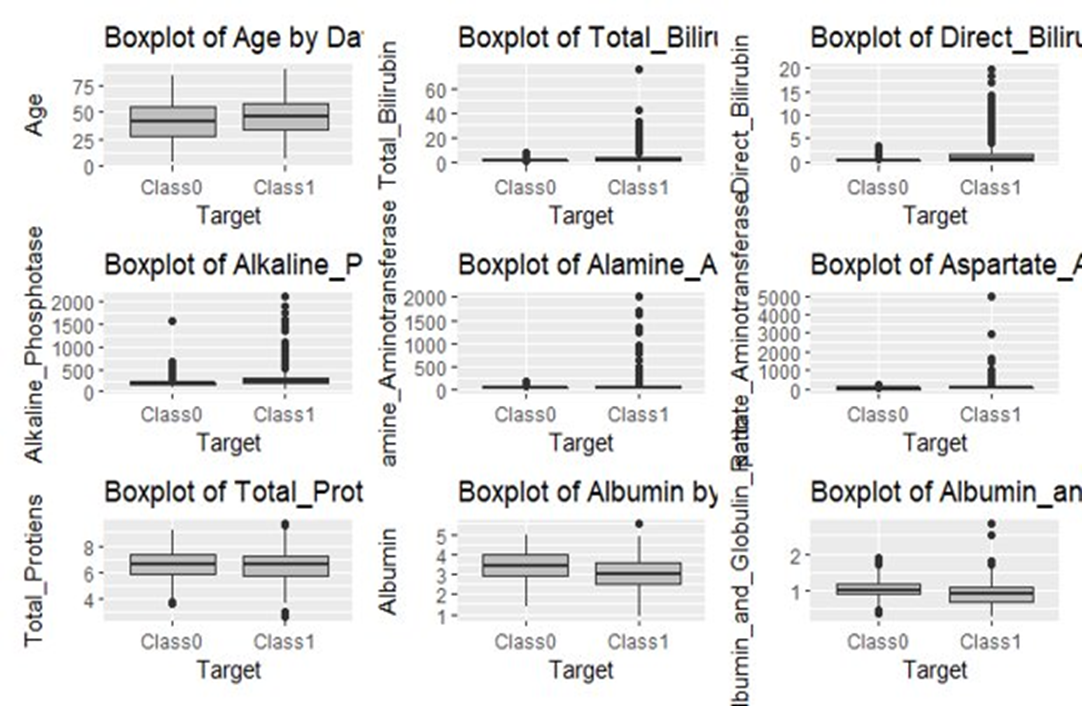 Boxplot of Age by Da
Age
75
50
25
0
Class0 Class1
Target
Boxplot of Total_Biliru
Total_Bilirubin
60
40
20
0
Class0 Class1
Target
Boxplot of Direct_Biliru
Direct_Bilirubin
20
15
10
5
0
Class0 Class1
Target
Boxplot of Alkaline_P
Alkaline_Phosphotase
2000
1500
1000
500
0
Class0 Class1
Target
Boxplot of Alamine_A
amine_Aminotransferase
2000
1500
1000
500
0
Class0 Class1
Target
Boxplot of Aspartate_A
Aminotransferase
5000
4000
3000
2000
1000
0
Class0 Class1
Target
Boxplot of Total_Prot
Total_Protiens
8
6
4
Class0 Class1
Target
Boxplot of Albumin by
Albumin
5
4
3
2
1
Class0 Class1
Target
Boxplot of Albumin_an
lbumin_and_Globulin_
2
1
Class0 Class1
Target